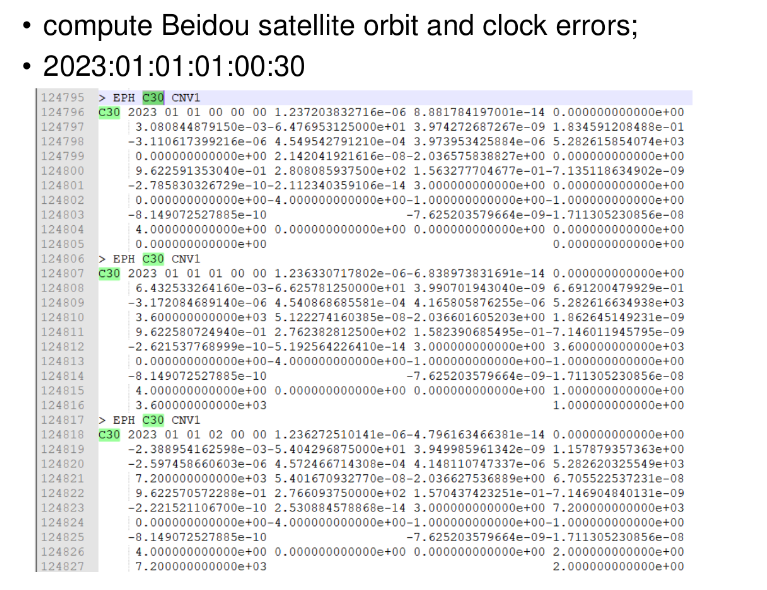 • compute Beidou satellite orbit and clock errors;
• 2023:01:01:01:00:30
124795 > EPH C30 CNV1
124796 C30 2023 01 01 00 00 00 1.237203832716e-06 8.881784197001e-14 0.000000000000e+00
124797 3.080844879150e-03-6.476953125000e+01 3.974272687267e-09 1.834591208488e-01
124798 -3.110617399216e-06 4.549542791210e-04 3.973953425884e-06 5.282615854074e+03
124799 0.000000000000e+00 2.142041921616e-08-2.036575838827e+00 0.000000000000e+00
124800 9.622591353040e-01 2.808085937500e+02 1.563277704677e-01-7.135118634902e-09
124801 -2.785830326729e-10-2.112340359106e-14 3.000000000000e+00 0.000000000000e+00
124802 0.000000000000e+00-4.000000000000e+00-1.000000000000e+00-1.000000000000e+00
124803 -8.149072527885e-10 -7.625203579664e-09-1.711305230856e-08
124804 4.000000000000e+00 0.000000000000e+00 0.000000000000e+00 0.000000000000e+00
124805 0.000000000000e+00 0.000000000000e+00
124806 > EPH C30 CNV1
124807 C30 2023 01 01 01 00 00 1.236330717802e-06-6.838973831691e-14 0.000000000000e+00
124808 6.432533264160e-03-6.625781250000e+01 3.990701943040e-09 6.691200479929e-01
124809 -3.172084689140e-06 4.540868685581e-04 4.165805876255e-06 5.282616634938e+03
124810 3.600000000000e+03 5.122274160385e-08-2.036601605203e+00 1.862645149231e-09
124811 9.622580724940e-01 2.762382812500e+02 1.582390685495e-01-7.146011945795e-09
124812 -2.621537768999e-10-5.192564226410e-14 3.000000000000e+00 3.600000000000e+03
124813 0.000000000000e+00-4.000000000000e+00-1.000000000000e+00-1.000000000000e+00
124814 -8.149072527885e-10 -7.625203579664e-09-1.711305230856e-08
124815 4.000000000000e+00 0.000000000000e+00 0.000000000000e+00 1.000000000000e+00
124816 3.600000000000e+03 1.000000000000e+00
124817 > EPH C30 CNV1
124818 C30 2023 01 01 02 00 00 1.236272510141e-06-4.796163466381e-14 0.000000000000e+00
124819 -2.388954162598e-03-5.404296875000e+01 3.949985961342e-09 1.157879357363e+00
124820 -2.597458660603e-06 4.572466714308e-04 4.148110747337e-06 5.282620325549e+03
124821 7.200000000000e+03 5.401670932770e-08-2.036627536889e+00 6.705522537231e-08
124822 9.622570572288e-01 2.766093750000e+02 1.570437423251e-01-7.146904840131e-09
124823 -2.221521106700e-10 2.530884578868e-14 3.000000000000e+00 7.200000000000e+03
124824 0.000000000000e+00-4.000000000000e+00-1.000000000000e+00-1.000000000000e+00
124825 -8.149072527885e-10 -7.625203579664e-09-1.711305230856e-08
124826 4.000000000000e+00 0.000000000000e+00 0.000000000000e+00 2.000000000000e+00
124827 7.200000000000e+03 2.000000000000e+00